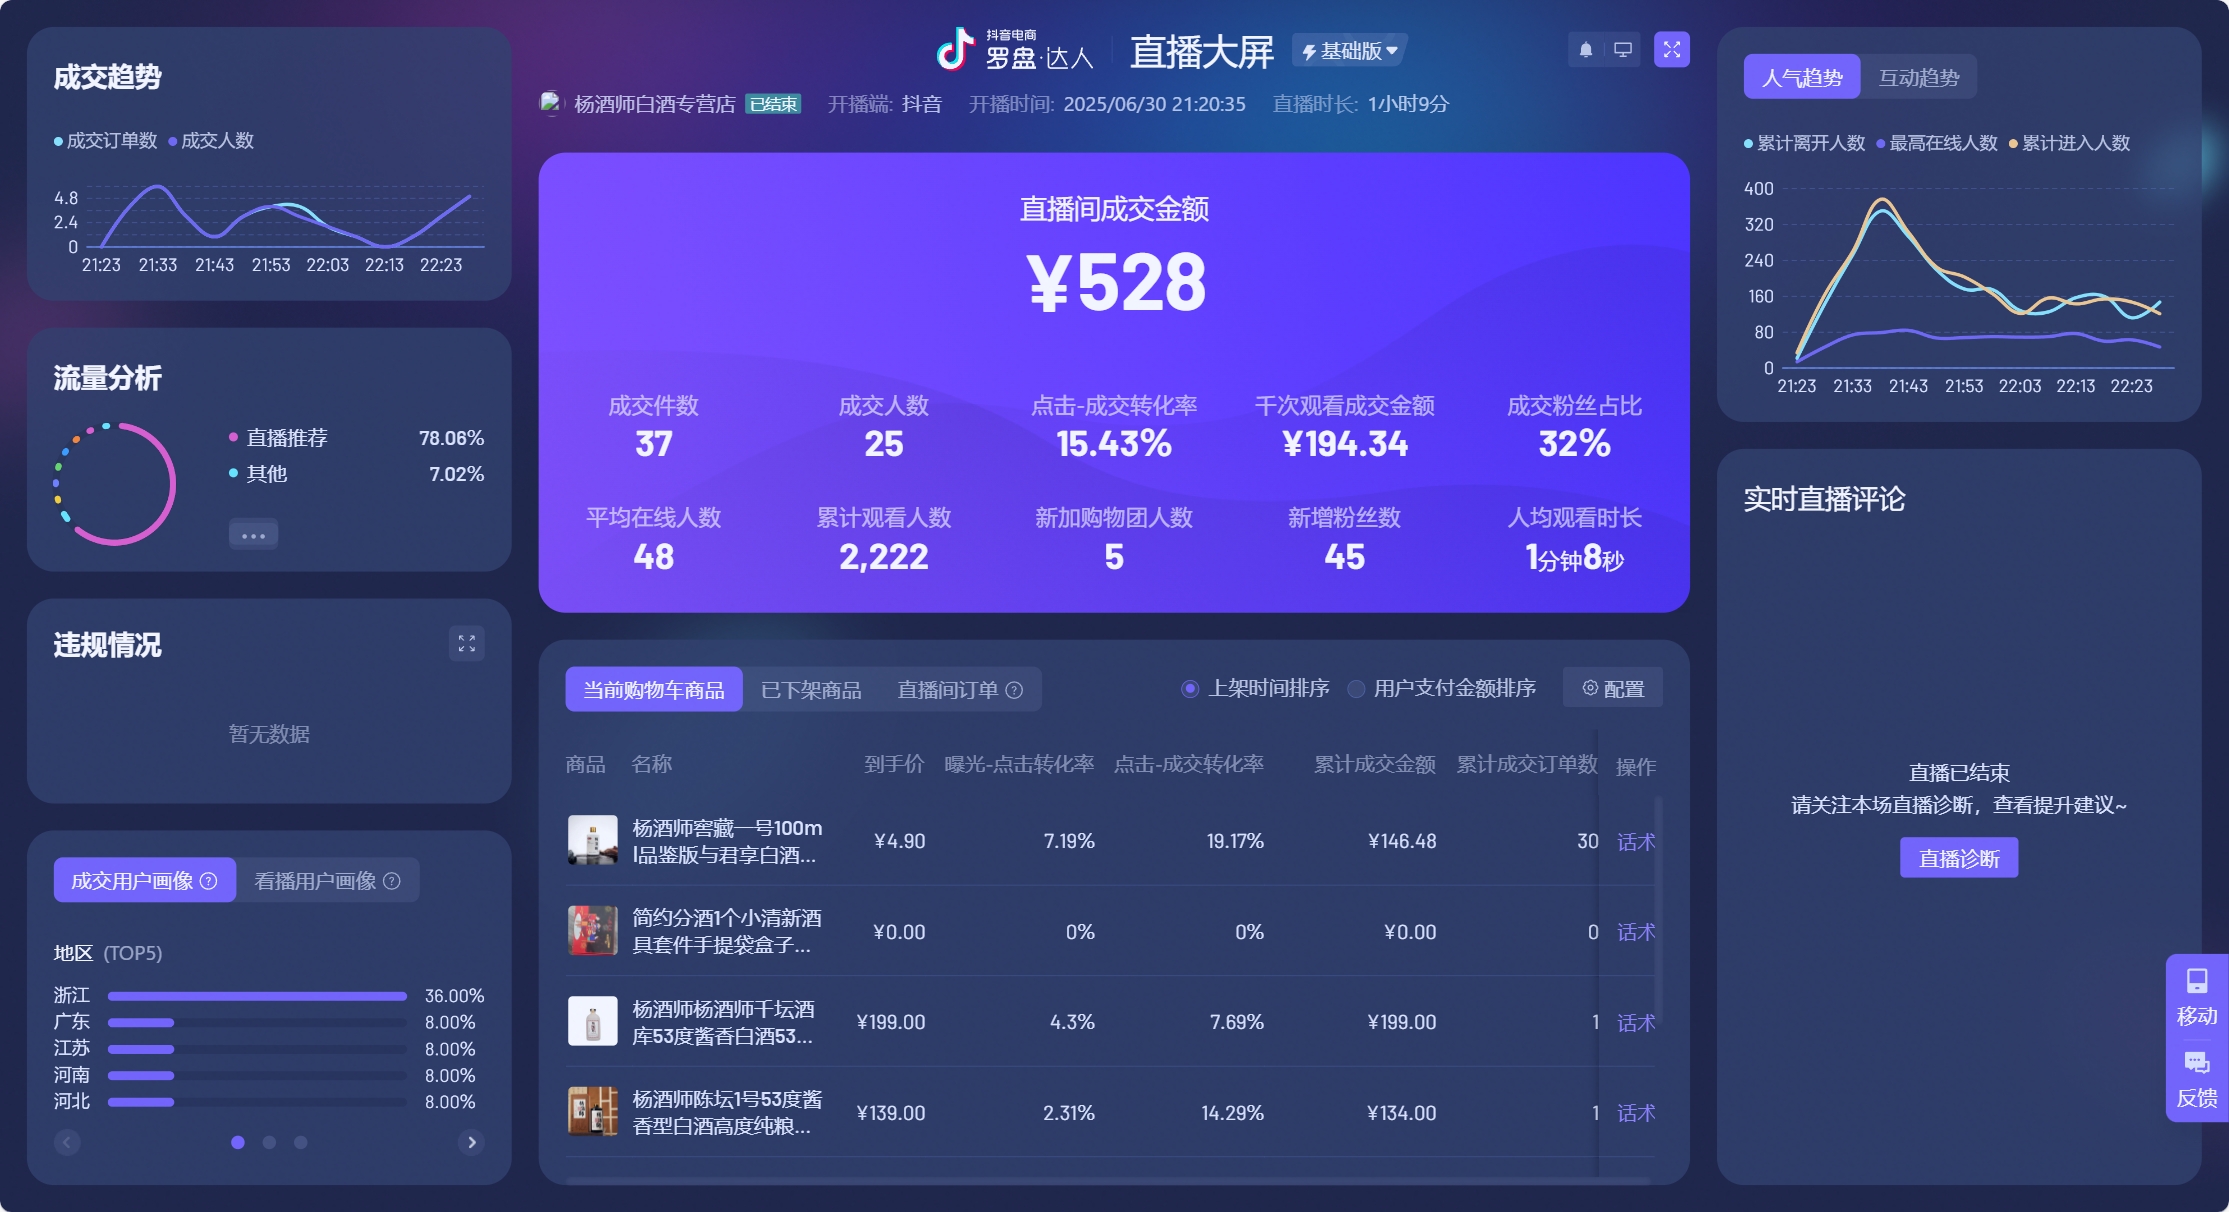 抖音电商
罗盘·达人
直播大屏
基础版
杨酒师白酒专营店 已结束 开播端: 抖音 开播时间: 2025/06/30 21:20:35 直播时长: 1小时9分
成交趋势
成交订单数 成交人数
4.8
2.4
0
21:23 21:33 21:43 21:53 22:03 22:13 22:23
流量分析
直播推荐 78.06%
其他 7.02%
...
违规情况
暂无数据
成交用户画像 看播用户画像
地区 (TOP5)
浙江 36.00%
广东 8.00%
江苏 8.00%
河南 8.00%
河北 8.00%
直播间成交金额
¥528
成交件数 成交人数 点击-成交转化率 千次观看成交金额 成交粉丝占比
37 25 15.43% ¥194.34 32%
平均在线人数 累计观看人数 新加购物团人数 新增粉丝数 人均观看时长
48 2,222 5 45 1分钟8秒
当前购物车商品 已下架商品 直播间订单 上架时间排序 用户支付金额排序 配置
商品 名称 到手价 曝光-点击转化率 点击-成交转化率 累计成交金额 累计成交订单数 操作
杨酒师窖藏一号100m
l品鉴版与君享白酒... ¥4.90 7.19% 19.17% ¥146.48 30 话术
简约分酒1个小清新酒
具套件手提袋盒子... ¥0.00 0% 0% ¥0.00 0 话术
杨酒师杨酒师千坛酒
库53度酱香白酒53... ¥199.00 4.3% 7.69% ¥199.00 1 话术
杨酒师陈坛1号53度酱
香型白酒高度纯粮... ¥139.00 2.31% 14.29% ¥134.00 1 话术
人气趋势 互动趋势
累计离开人数 最高在线人数 累计进入人数
400
320
240
160
80
0
21:23 21:33 21:43 21:53 22:03 22:13 22:23
实时直播评论
直播已结束
请关注本场直播诊断，查看提升建议~
直播诊断
移动
反馈